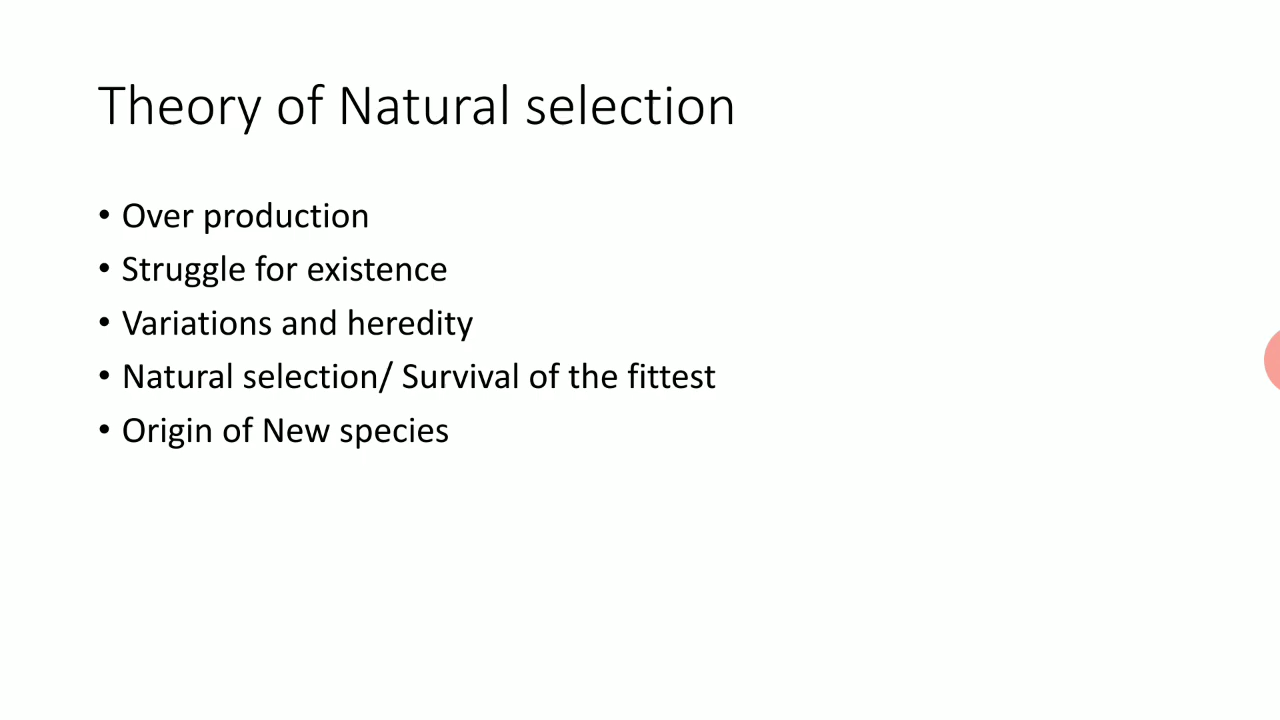 Theory of Natural selection
• Over production
• Struggle for existence
• Variations and heredity
• Natural selection/ Survival of the fittest
• Origin of New species